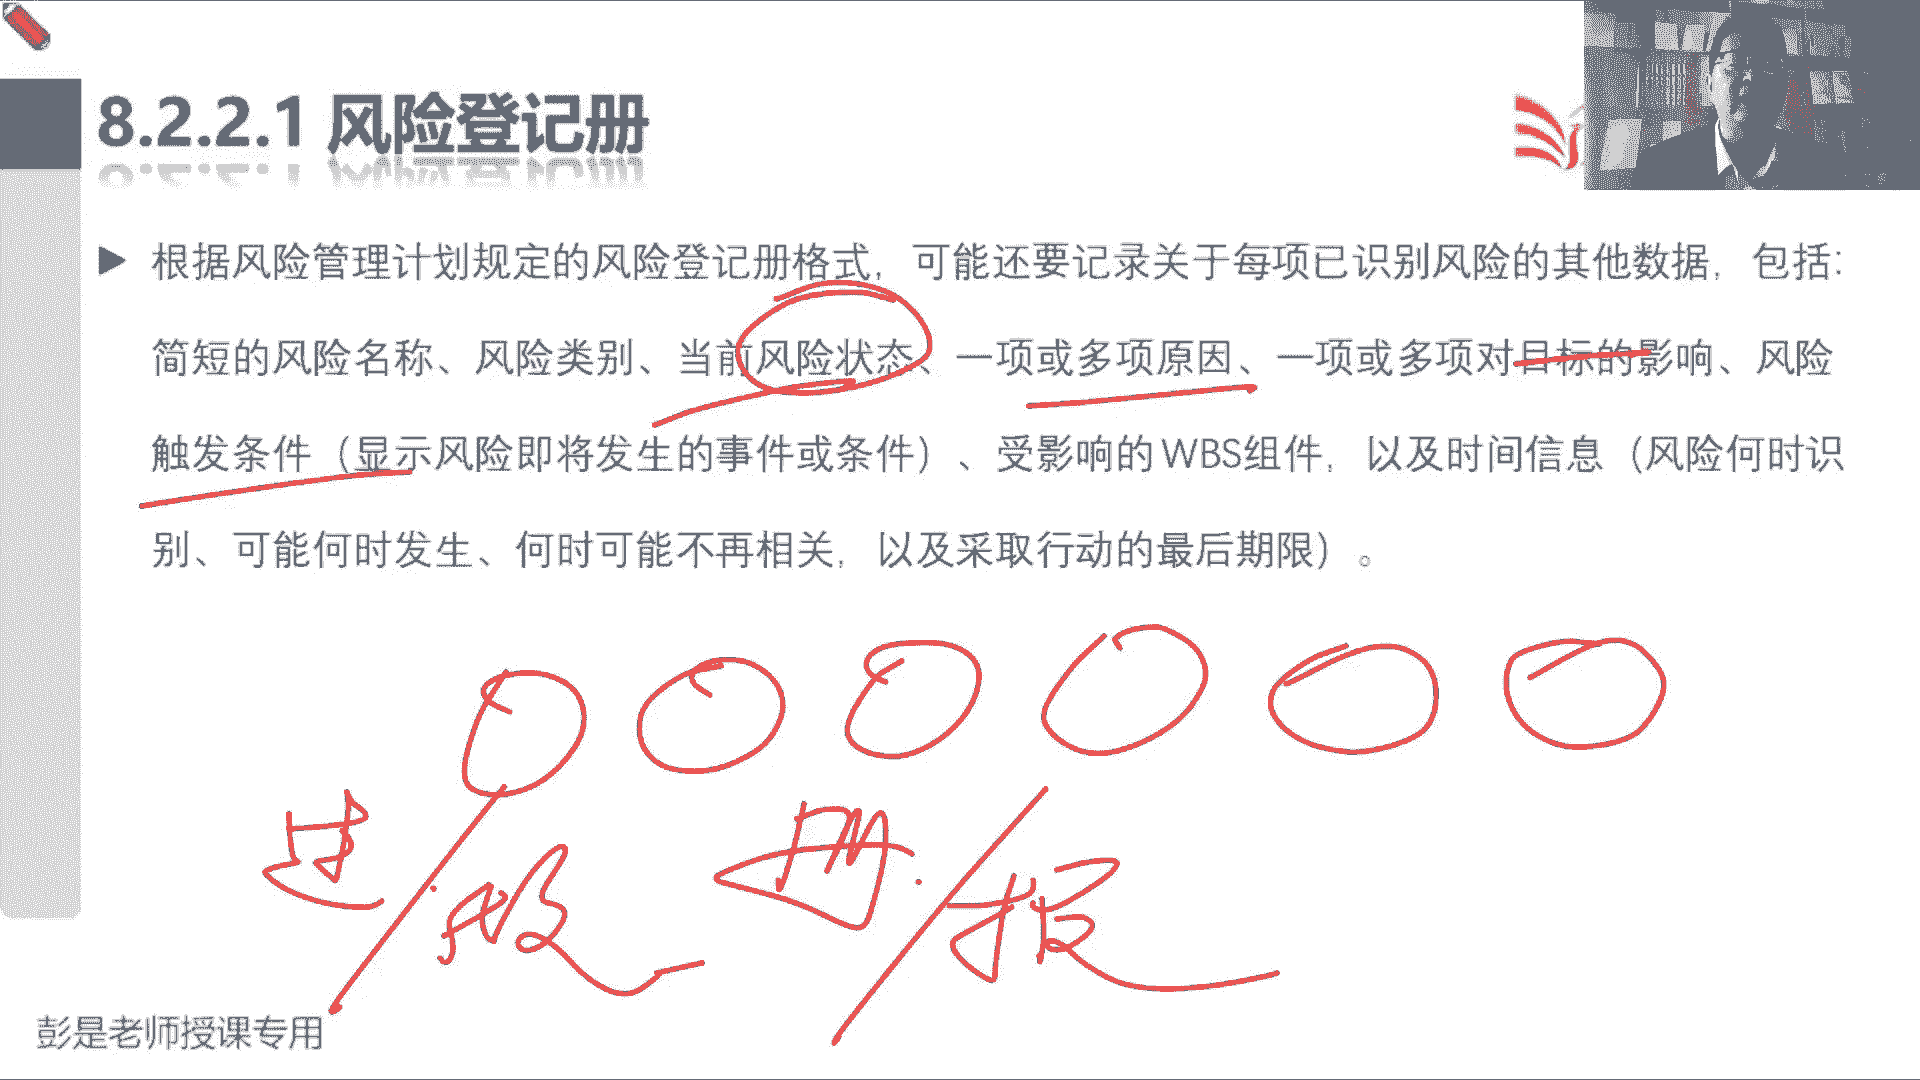 8.2.2.1 风险登记册
根据风险管理计划规定的风险登记册格式，可能还要记录关于每项已识别风险的其他数据，包括:
简短的风险名称、风险类别、当前风险状态、一项或多项原因、一项或多项对目标的影响、风险
触发条件（显示风险即将发生的事件或条件）、受影响的WBS组件，以及时间信息（风险何时识
别、可能何时发生、何时可能不再相关，以及采取行动的最后期限）。
册 / 报
彭是老师授课专用